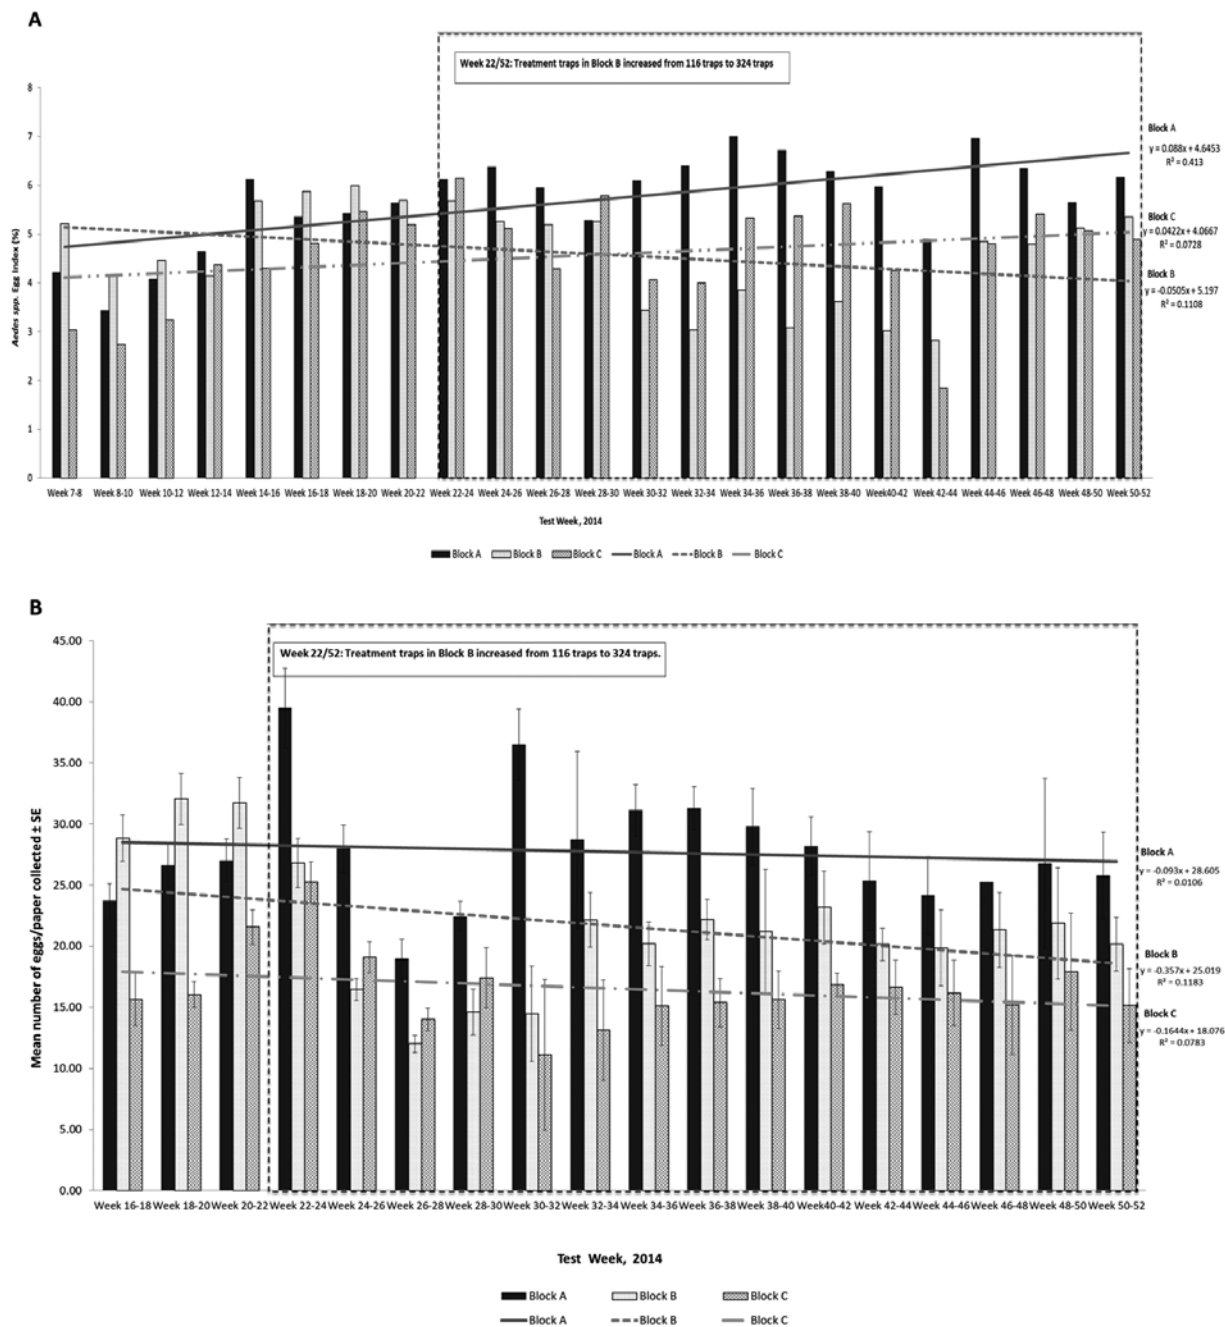 A
Week 22/52: Treatment traps in Block B increased from 116 traps to 324 traps
Aedes spp. Egg Index (%)
8
7
6
5
4
3
2
1
0
Block A
y = 0.088x + 4.6453
R² = 0.413
Block C
y = 0.0422x + 4.0667
R² = 0.0728
Block B
y = -0.0505x + 5.197
R² = 0.1108
Week 7-8 Week 8-10 Week 10-12 Week 12-14 Week 14-16 Week 16-18 Week 18-20 Week 20-22 Week 22-24 Week 24-26 Week 26-28 Week 28-30 Week 30-32 Week 32-34 Week 34-36 Week 36-38 Week 38-40 Week40-42 Week 42-44 Week 44-46 Week 46-48 Week 48-50 Week 50-52
Test Week, 2014
Block A Block B Block C Block A Block B Block C
B
Week 22/52: Treatment traps in Block B increased from 116 traps to 324 traps.
Mean number of eggs/paper collected ± SE
45.00
40.00
35.00
30.00
25.00
20.00
15.00
10.00
5.00
0.00
Block A
y = -0.093x + 28.605
R² = 0.0106
Block B
y = -0.357x + 25.019
R² = 0.1183
Block C
y = -0.1644x + 18.076
R² = 0.0783
Week 16-18 Week 18-20 Week 20-22 Week 22-24 Week 24-26 Week 26-28 Week 28-30 Week 30-32 Week 32-34 Week 34-36 Week 36-38 Week 38-40 Week40-42 Week 42-44 Week 44-46 Week 46-48 Week 48-50 Week 50-52
Test Week, 2014
Block A Block B Block C
Block A Block B Block C